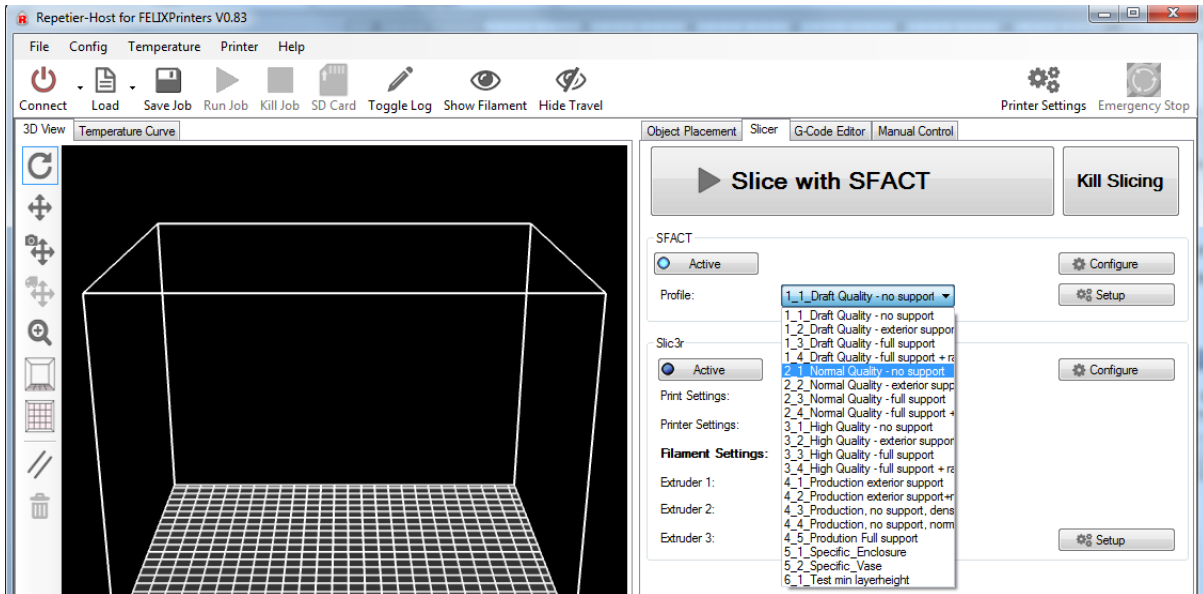 Repetier-Host for FELIXPrinters V0.83
File Config Temperature Printer Help
Connect Load Save Job Run Job Kill Job SD Card Toggle Log Show Filament Hide Travel Printer Settings Emergency Stop
3D View Temperature Curve Object Placement Slicer G-Code Editor Manual Control
Slice with SFACT Kill Slicing
SFACT
Active Configure
Profile: 1_1_Draft Quality - no support Setup
1_1_Draft Quality - no support
1_2_Draft Quality - exterior suppor
1_3_Draft Quality - full support
Slic3r
1_4_Draft Quality - full support + ra
Active 2_1_Normal Quality - no support Configure
2_2_Normal Quality - exterior supp
Print Settings: 2_3_Normal Quality - full support
2_4_Normal Quality - full support +
Printer Settings: 3_1_High Quality - no support
3_2_High Quality - exterior suppor
Filament Settings: 3_3_High Quality - full support
3_4_High Quality - full support + ra
Extruder 1: 4_1_Production exterior support
4_2_Production exterior support+r
Extruder 2: 4_3_Production, no support, dens
4_4_Production, no support, norm
Extruder 3: 4_5_Prodution Full support Setup
5_1_Specific_Enclosure
5_2_Specific_Vase
6_1_Test min layerheight